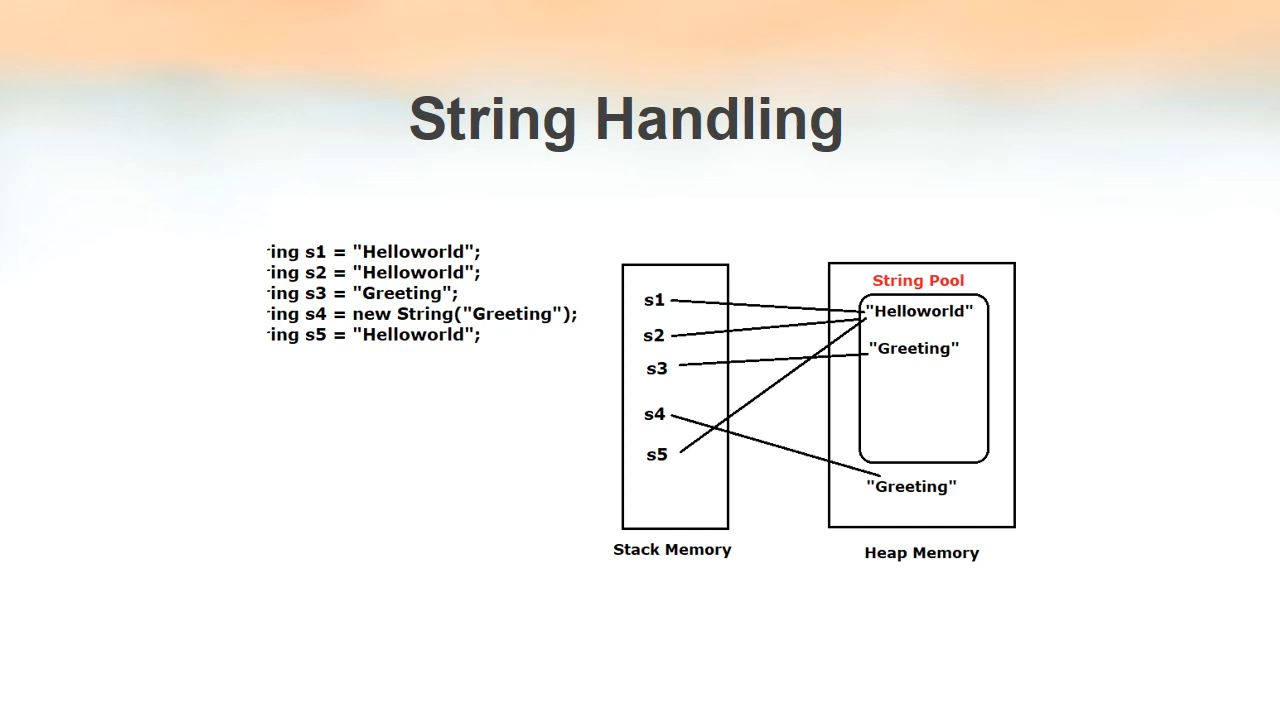 String Handling
ing s1 = "Helloworld";
ing s2 = "Helloworld";
ing s3 = "Greeting";
ing s4 = new String("Greeting");
ing s5 = "Helloworld";
s1
s2
s3
s4
s5
Stack Memory
String Pool
"Helloworld"
"Greeting"
"Greeting"
Heap Memory